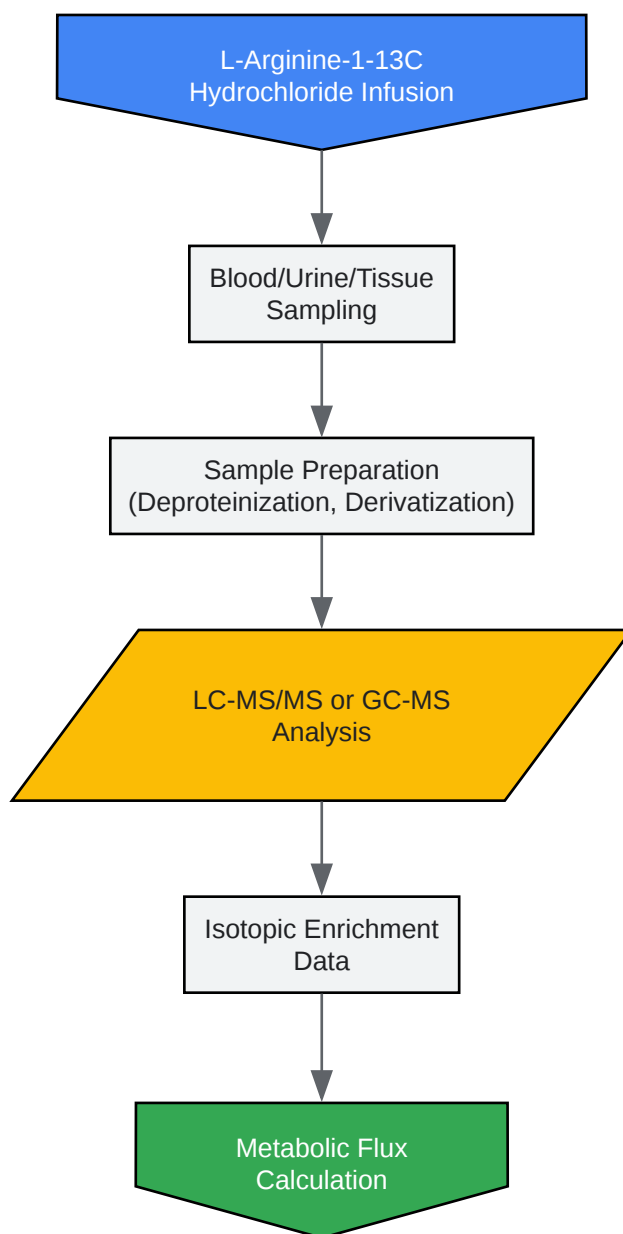 L-Arginine-1-13C
Hydrochloride Infusion
Blood/Urine/Tissue
Sampling
Sample Preparation
(Deproteinization, Derivatization)
LC-MS/MS or GC-MS
Analysis
Isotopic Enrichment
Data
Metabolic Flux
Calculation